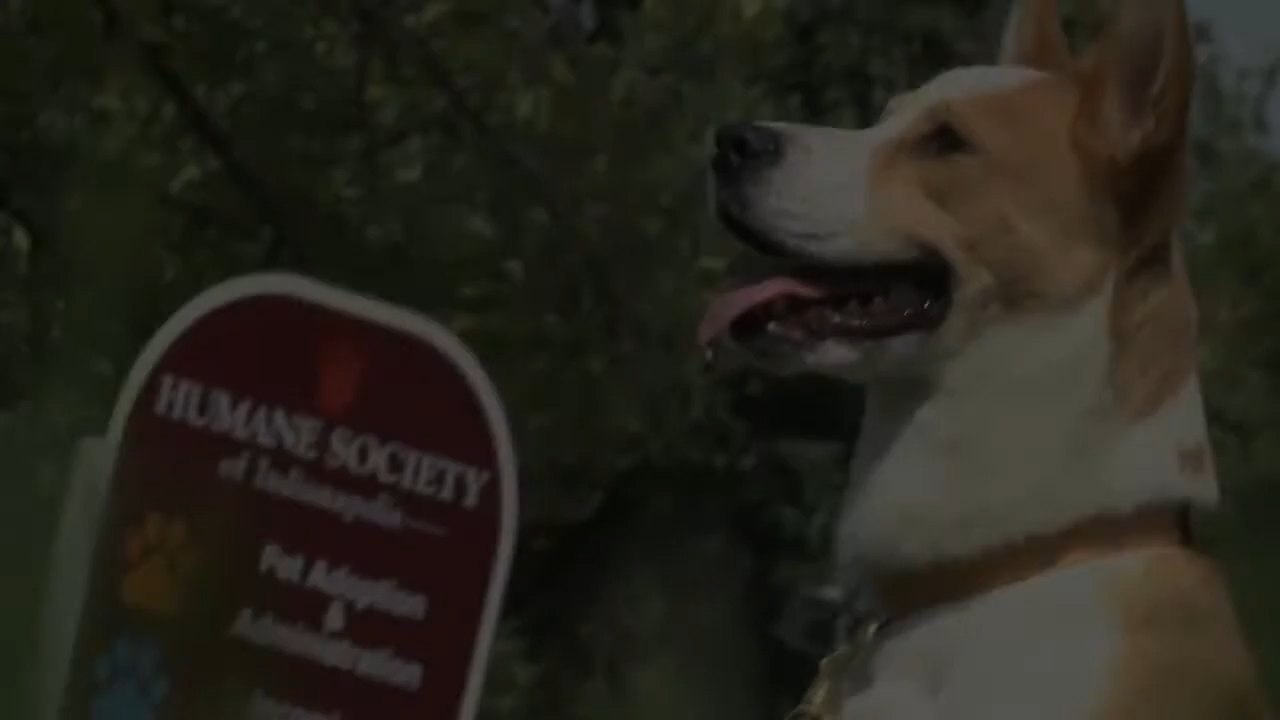 HUMANE SOCIETY
of Indianapolis
Pet Adoption
&
Administration